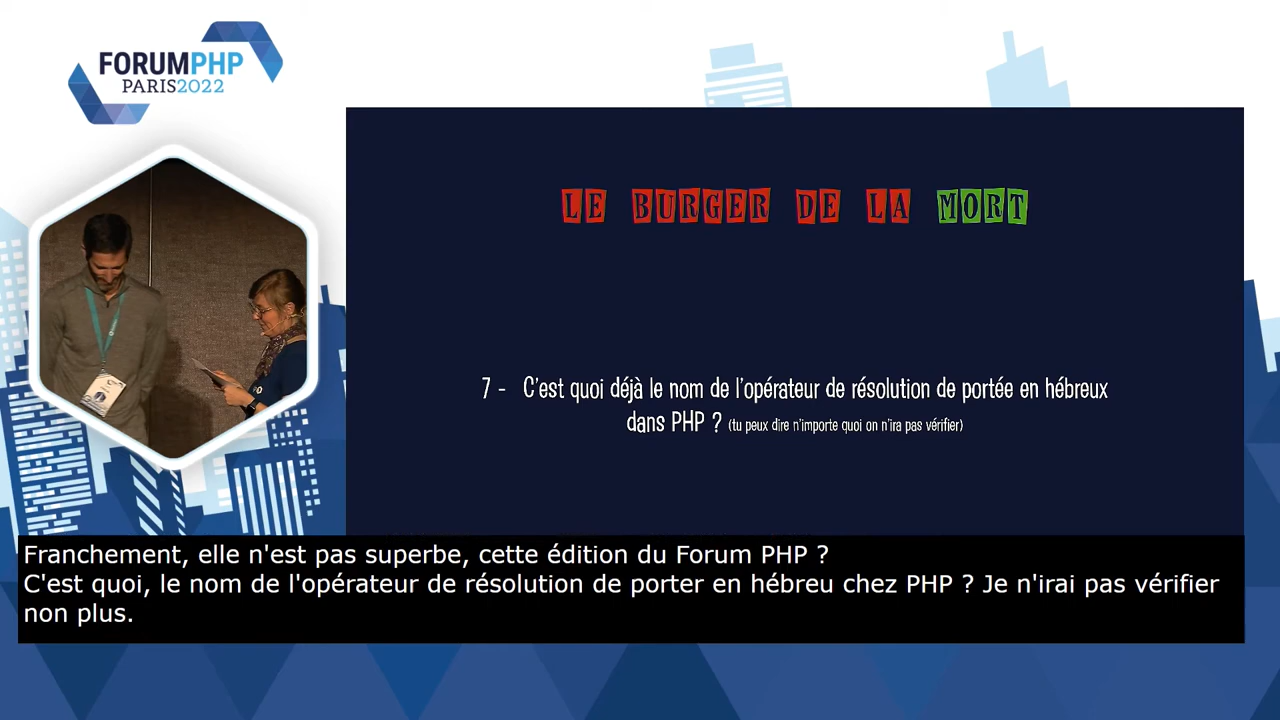 FORUMPHP
PARIS2022
LE BURGER DE LA MORT
7 - C'est quoi déjà le nom de l'opérateur de résolution de portée en hébreux
dans PHP ? (tu peux dire n'importe quoi on n'ira pas vérifier)
Franchement, elle n'est pas superbe, cette édition du Forum PHP ?
C'est quoi, le nom de l'opérateur de résolution de porter en hébreu chez PHP ? Je n'irai pas vérifier
non plus.